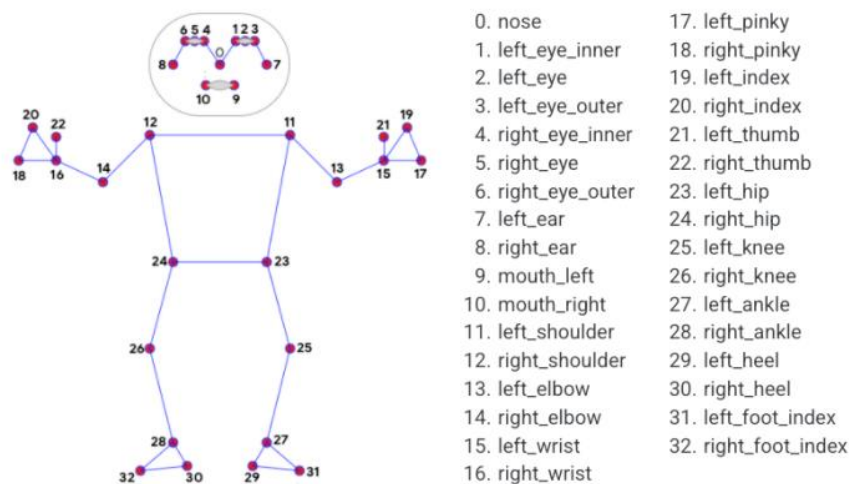 6 5 4 1 2 3
8 0 7
10 9
20 22 12 11 21 19
18 16 14 13 15 17
24 23
26 25
28 27
32 30 29 31
0. nose
1. left_eye_inner
2. left_eye
3. left_eye_outer
4. right_eye_inner
5. right_eye
6. right_eye_outer
7. left_ear
8. right_ear
9. mouth_left
10. mouth_right
11. left_shoulder
12. right_shoulder
13. left_elbow
14. right_elbow
15. left_wrist
16. right_wrist
17. left_pinky
18. right_pinky
19. left_index
20. right_index
21. left_thumb
22. right_thumb
23. left_hip
24. right_hip
25. left_knee
26. right_knee
27. left_ankle
28. right_ankle
29. left_heel
30. right_heel
31. left_foot_index
32. right_foot_index